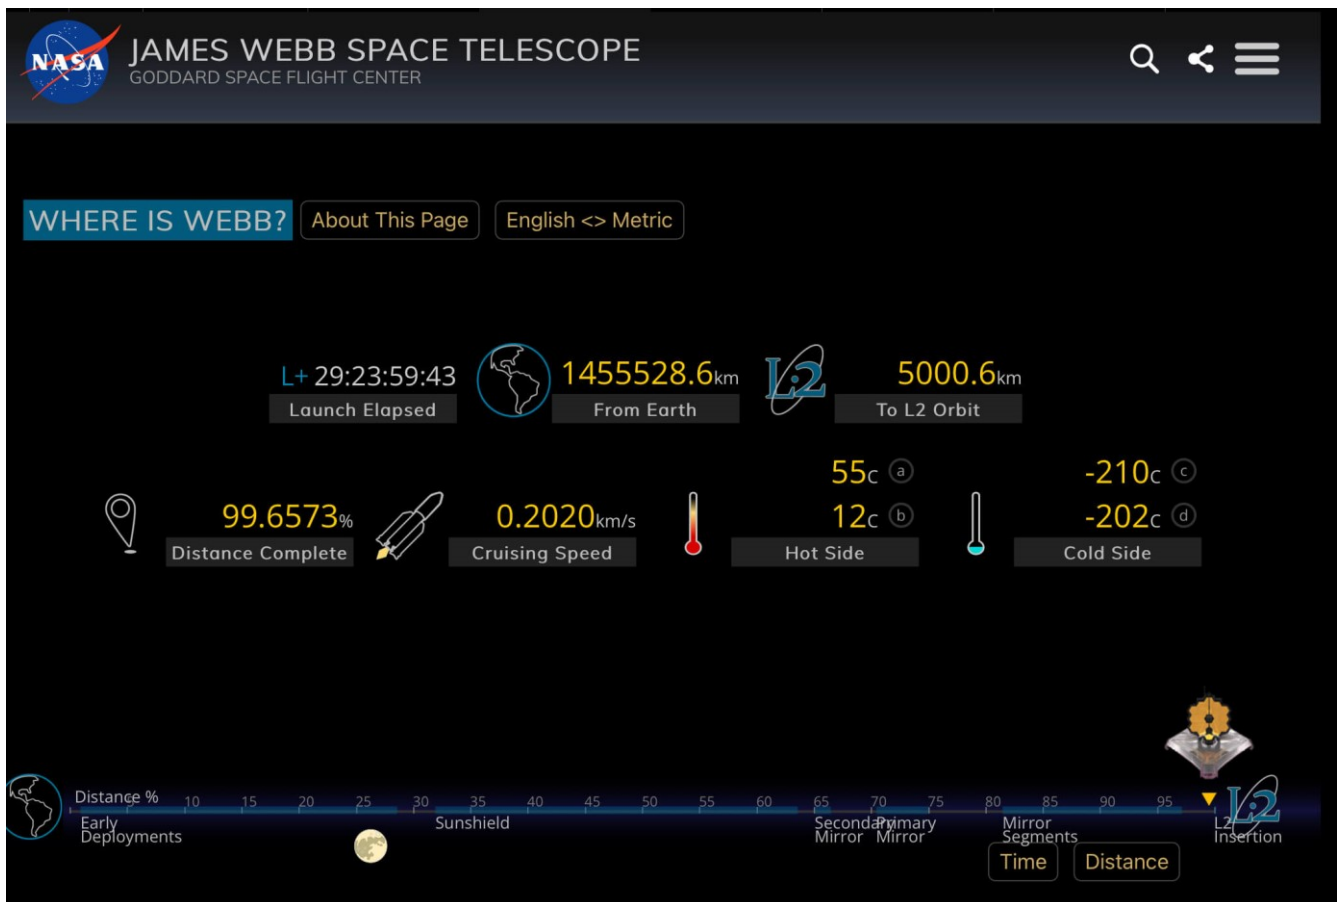 NASA
JAMES WEBB SPACE TELESCOPE
GODDARD SPACE FLIGHT CENTER
WHERE IS WEBB?
About This Page
English <> Metric
L+ 29:23:59:43
Launch Elapsed
1455528.6km
From Earth
L2
5000.6km
To L2 Orbit
99.6573%
Distance Complete
0.2020km/s
Cruising Speed
55c a
12c b
Hot Side
-210c c
-202c d
Cold Side
Distance % 5 10 15 20 25 30 35 40 45 50 55 60 65 70 75 80 85 90 95
L2
Early
Deployments
Sunshield
Secondary
Mirror
Primary
Mirror
Mirror
Segments
L2
Insertion
Time
Distance